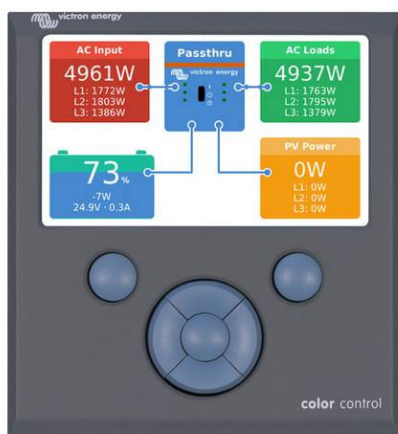 victron energy
AC Input
4961W
L1: 1772W
L2: 1803W
L3: 1386W
Passthru
victron energy
AC Loads
4937W
L1: 1763W
L2: 1795W
L3: 1379W
73%
-7W
24.9V · 0.3A
PV Power
0W
L1: 0W
L2: 0W
L3: 0W
color control